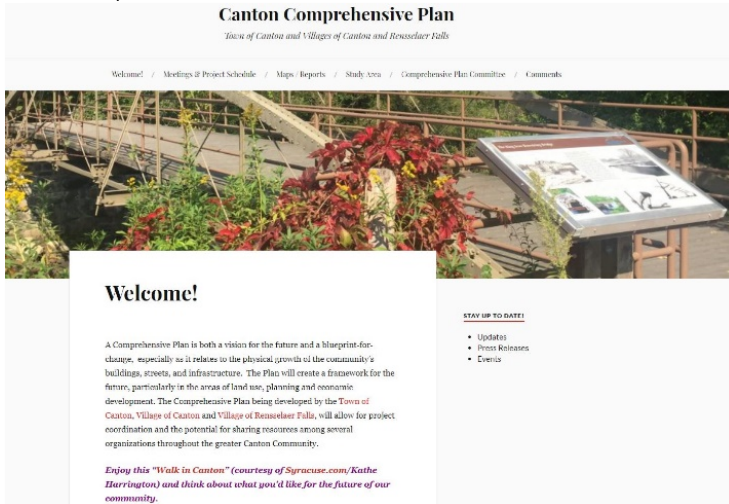 Canton Comprehensive Plan
Town of Canton and Villages of Canton and Rensselaer Falls
Welcome! / Meetings & Project Schedule / Maps / Reports / Study Area / Comprehensive Plan Committee / Comments
Welcome!
A Comprehensive Plan is both a vision for the future and a blueprint-for-
change, especially as it relates to the physical growth of the community's
buildings, streets, and infrastructure. The Plan will create a framework for the
future, particularly in the areas of land use, planning and economic
development. The Comprehensive Plan being developed by the Town of
Canton, Village of Canton and Village of Rensselaer Falls, will allow for project
coordination and the potential for sharing resources among several
organizations throughout the greater Canton Community.
Enjoy this "Walk in Canton" (courtesy of Syracuse.com/Kathe
Harrington) and think about what you'd like for the future of our
community.
STAY UP TO DATE!
• Updates
• Press Releases
• Events